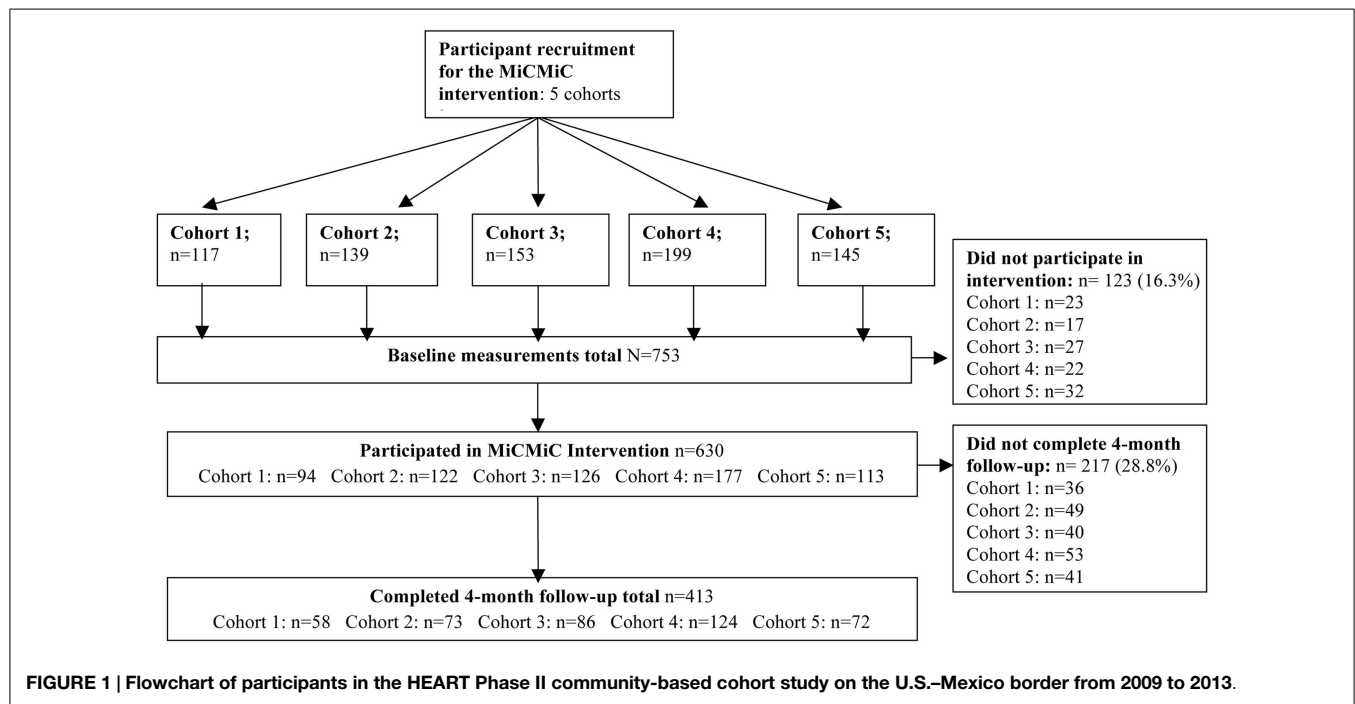 Participant recruitment
for the MiCMiC
intervention: 5 cohorts
Cohort 1;
n=117
Cohort 2;
n=139
Cohort 3;
n=153
Cohort 4;
n=199
Cohort 5;
n=145
Did not participate in
intervention: n= 123 (16.3%)
Cohort 1: n=23
Cohort 2: n=17
Cohort 3: n=27
Cohort 4: n=22
Cohort 5: n=32
Baseline measurements total N=753
Participated in MiCMiC Intervention n=630
Cohort 1: n=94 Cohort 2: n=122 Cohort 3: n=126 Cohort 4: n=177 Cohort 5: n=113
Did not complete 4-month
follow-up: n= 217 (28.8%)
Cohort 1: n=36
Cohort 2: n=49
Cohort 3: n=40
Cohort 4: n=53
Cohort 5: n=41
Completed 4-month follow-up total n=413
Cohort 1: n=58 Cohort 2: n=73 Cohort 3: n=86 Cohort 4: n=124 Cohort 5: n=72
FIGURE 1 | Flowchart of participants in the HEART Phase II community-based cohort study on the U.S.–Mexico border from 2009 to 2013.